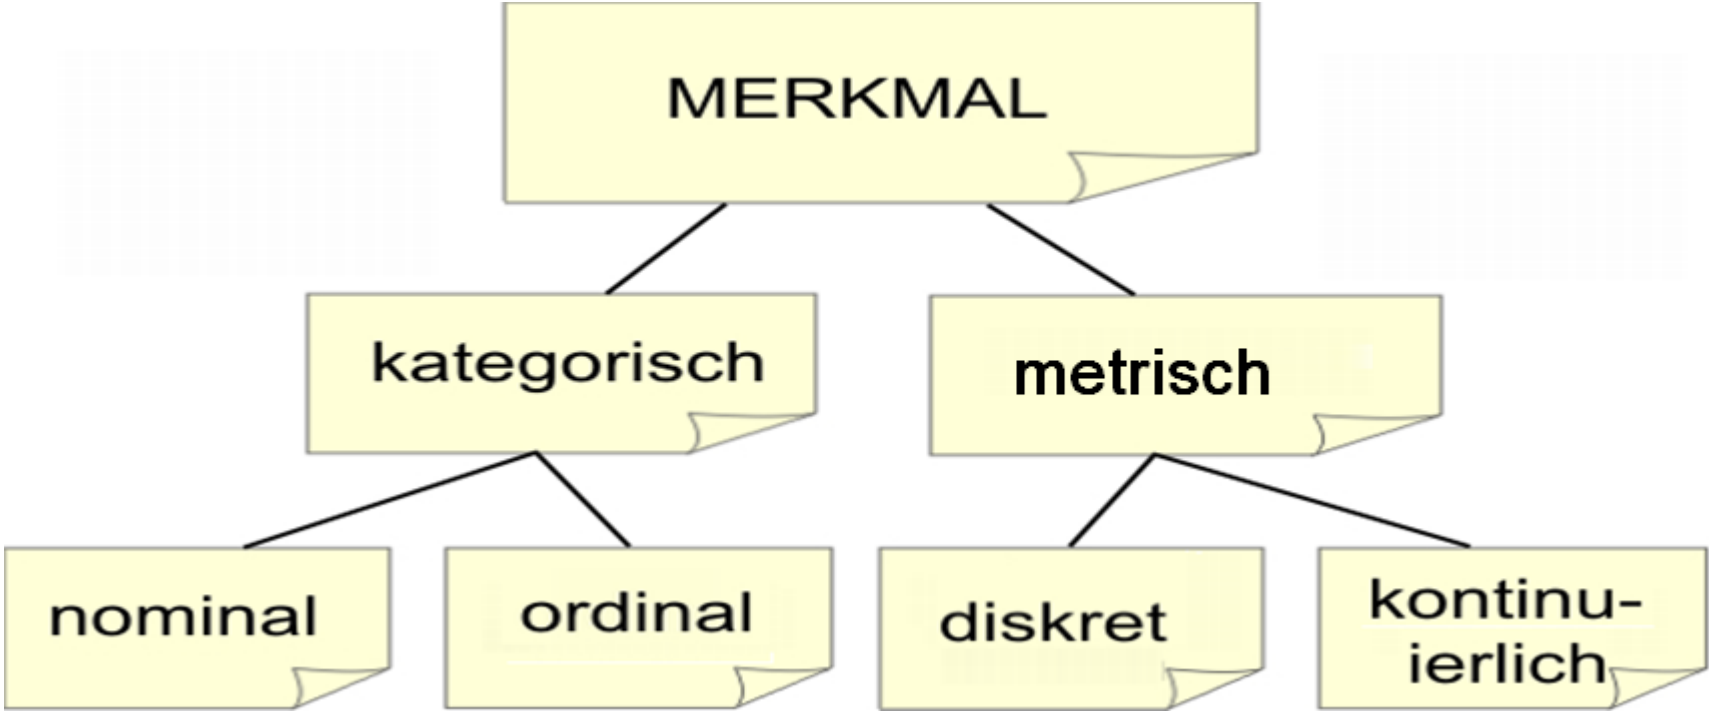 MERKMAL
kategorisch
metrisch
nominal
ordinal
diskret
kontinu-
ierlich